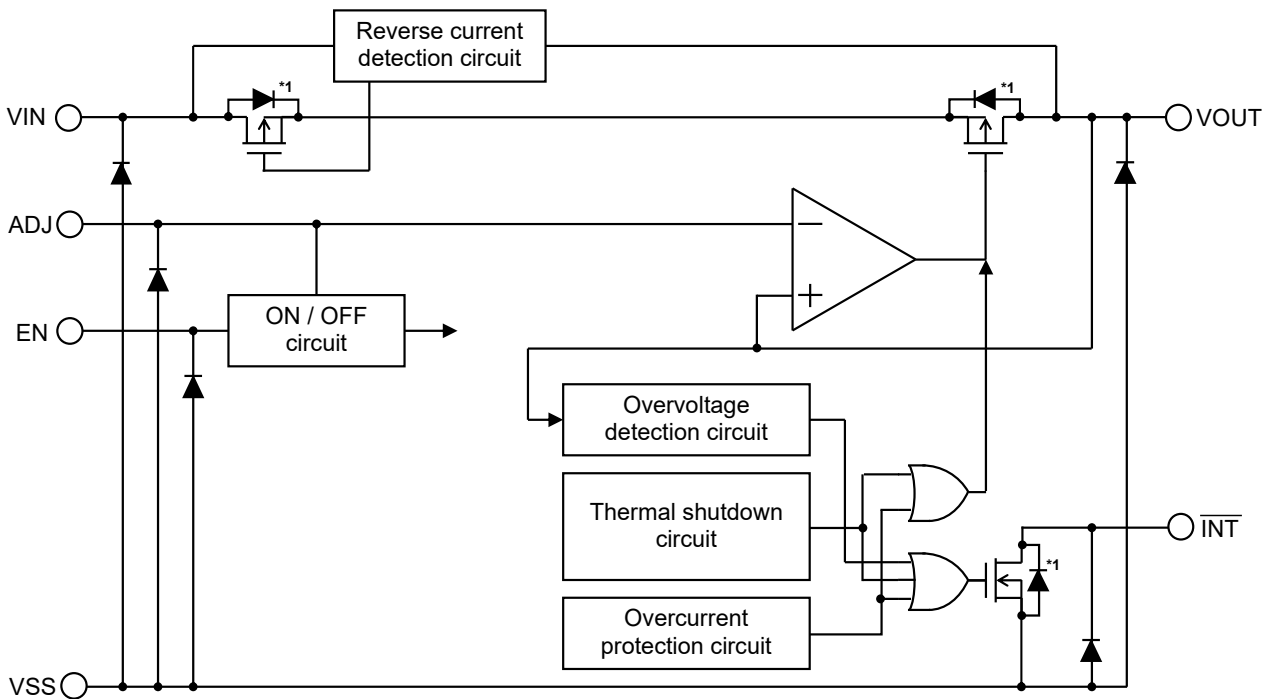 Reverse current
detection circuit
*1
*1
VIN
VOUT
ADJ
−
+
EN
ON / OFF
circuit
Overvoltage
detection circuit
Thermal shutdown
circuit
INT
*1
Overcurrent
protection circuit
VSS